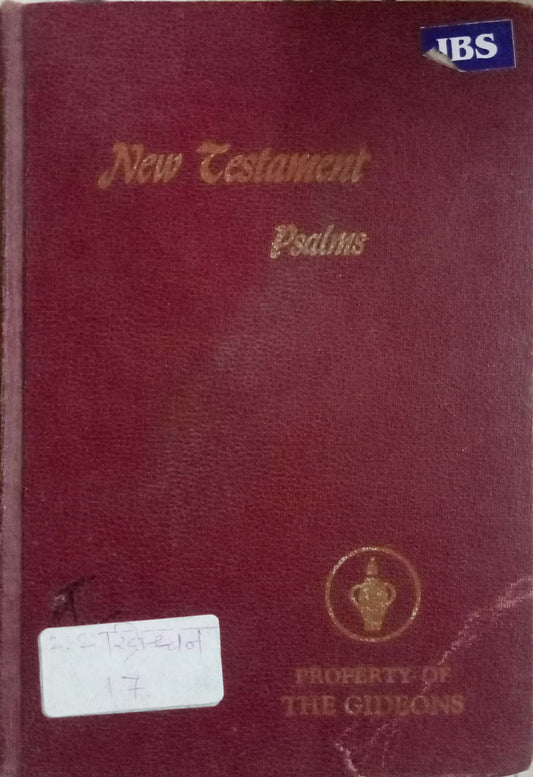 IBS
New Testament
Psalms
PROPERTY OF
THE GIDEONS
17